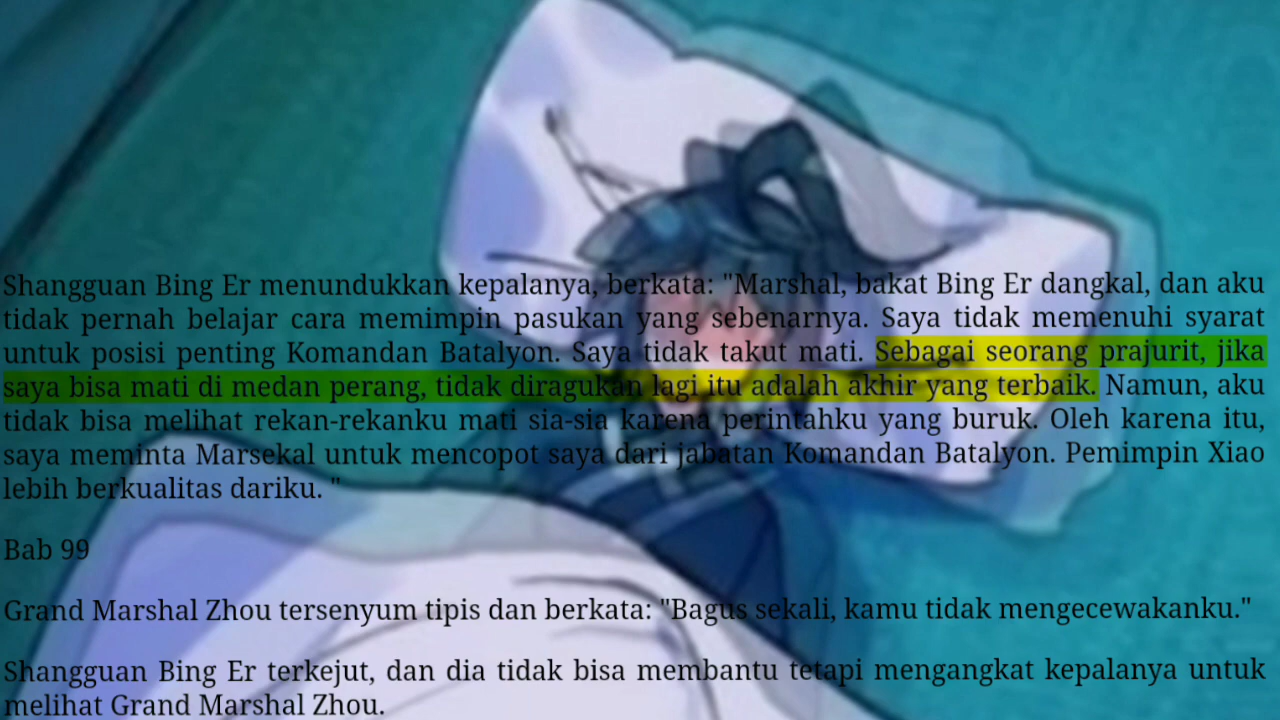 Shangguan Bing Er menundukkan kepalanya, berkata: "Marshal, bakat Bing Er dangkal, dan aku
tidak pernah belajar cara memimpin pasukan yang sebenarnya. Saya tidak memenuhi syarat
untuk posisi penting Komandan Batalyon. Saya tidak takut mati. Sebagai seorang prajurit, jika
saya bisa mati di medan perang, tidak diragukan lagi itu adalah akhir yang terbaik. Namun, aku
tidak bisa melihat rekan-rekanku mati sia-sia karena perintahku yang buruk. Oleh karena itu,
saya meminta Marsekal untuk mencopot saya dari jabatan Komandan Batalyon. Pemimpin Xiao
lebih berkualitas dariku. "
Bab 99
Grand Marshal Zhou tersenyum tipis dan berkata: "Bagus sekali, kamu tidak mengecewakanku."
Shangguan Bing Er terkejut, dan dia tidak bisa membantu tetapi mengangkat kepalanya untuk
melihat Grand Marshal Zhou.